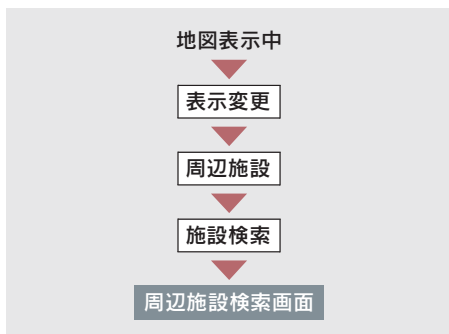 地図表示中
表示変更
周辺施設
施設検索
周辺施設検索画面